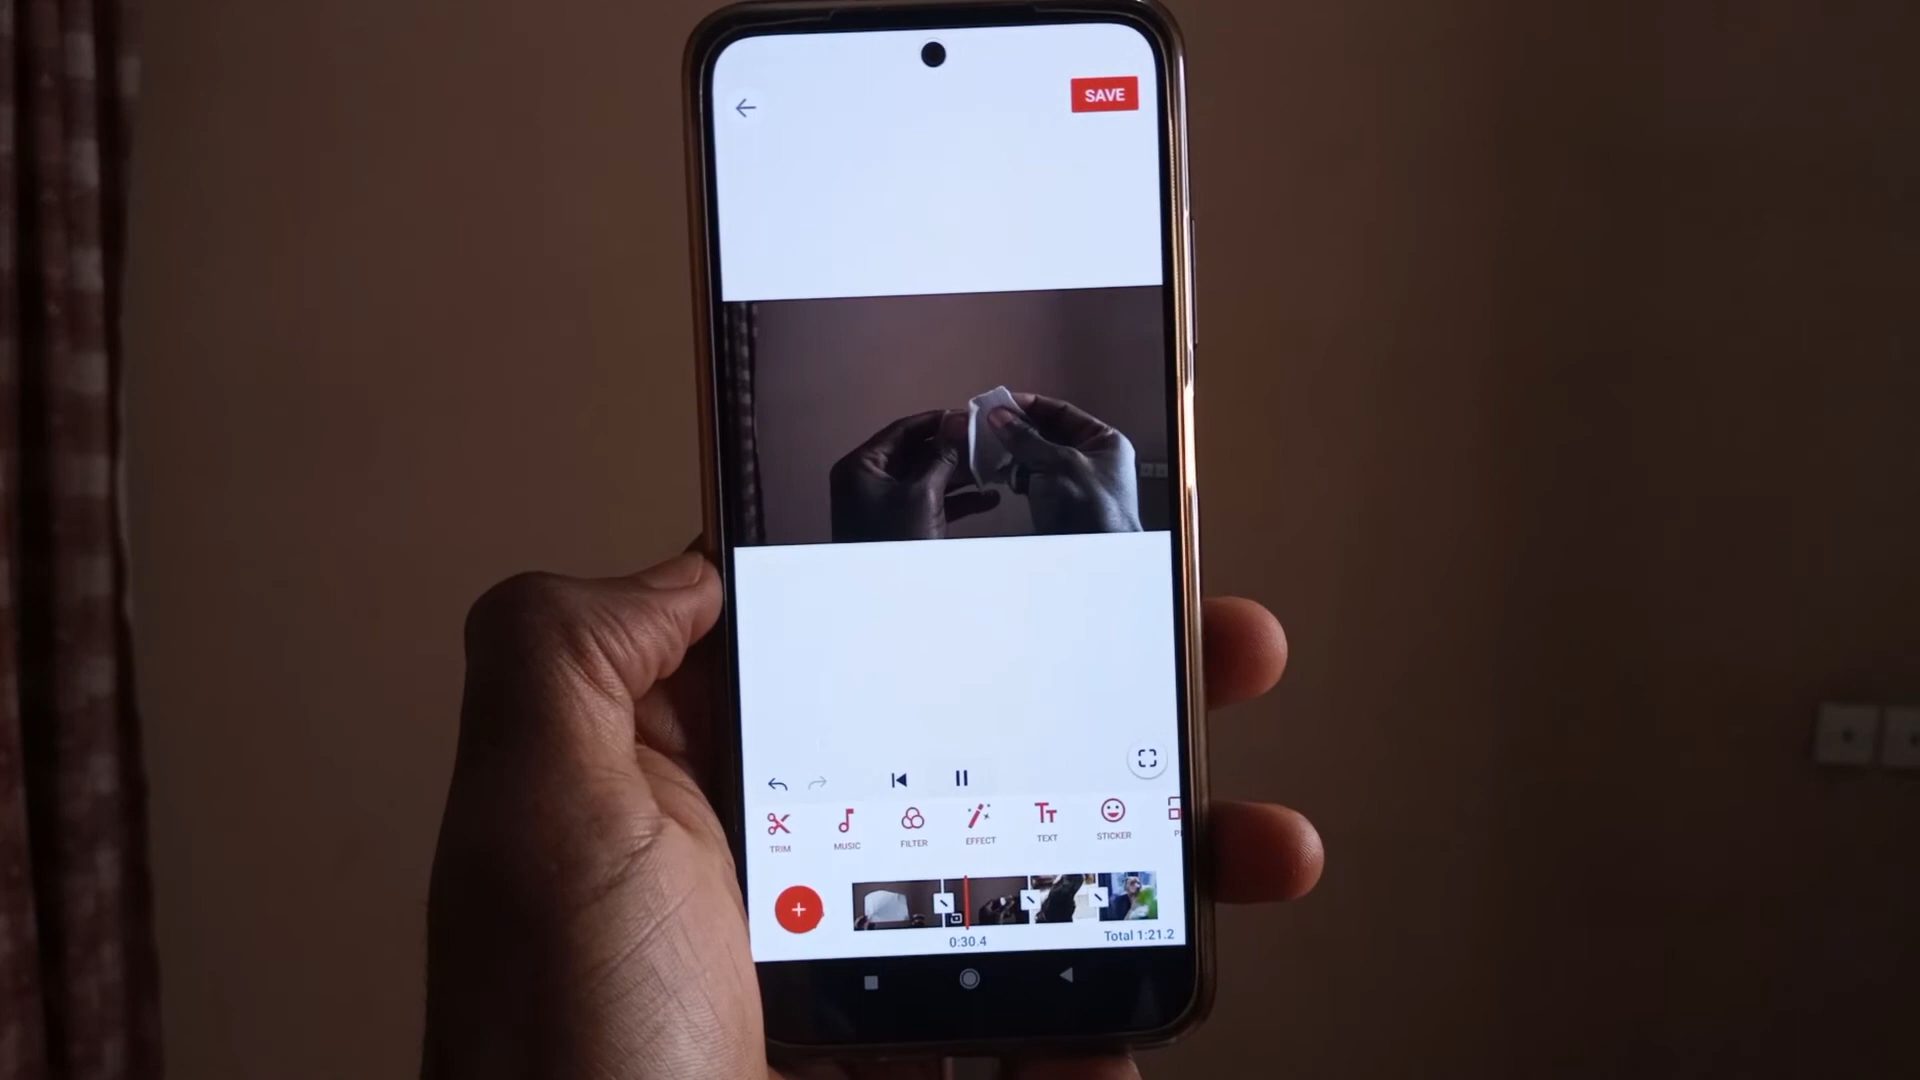 SAVE
TRIM MUSIC FILTER EFFECT TEXT STICKER
0:30.4 Total 1:21.2